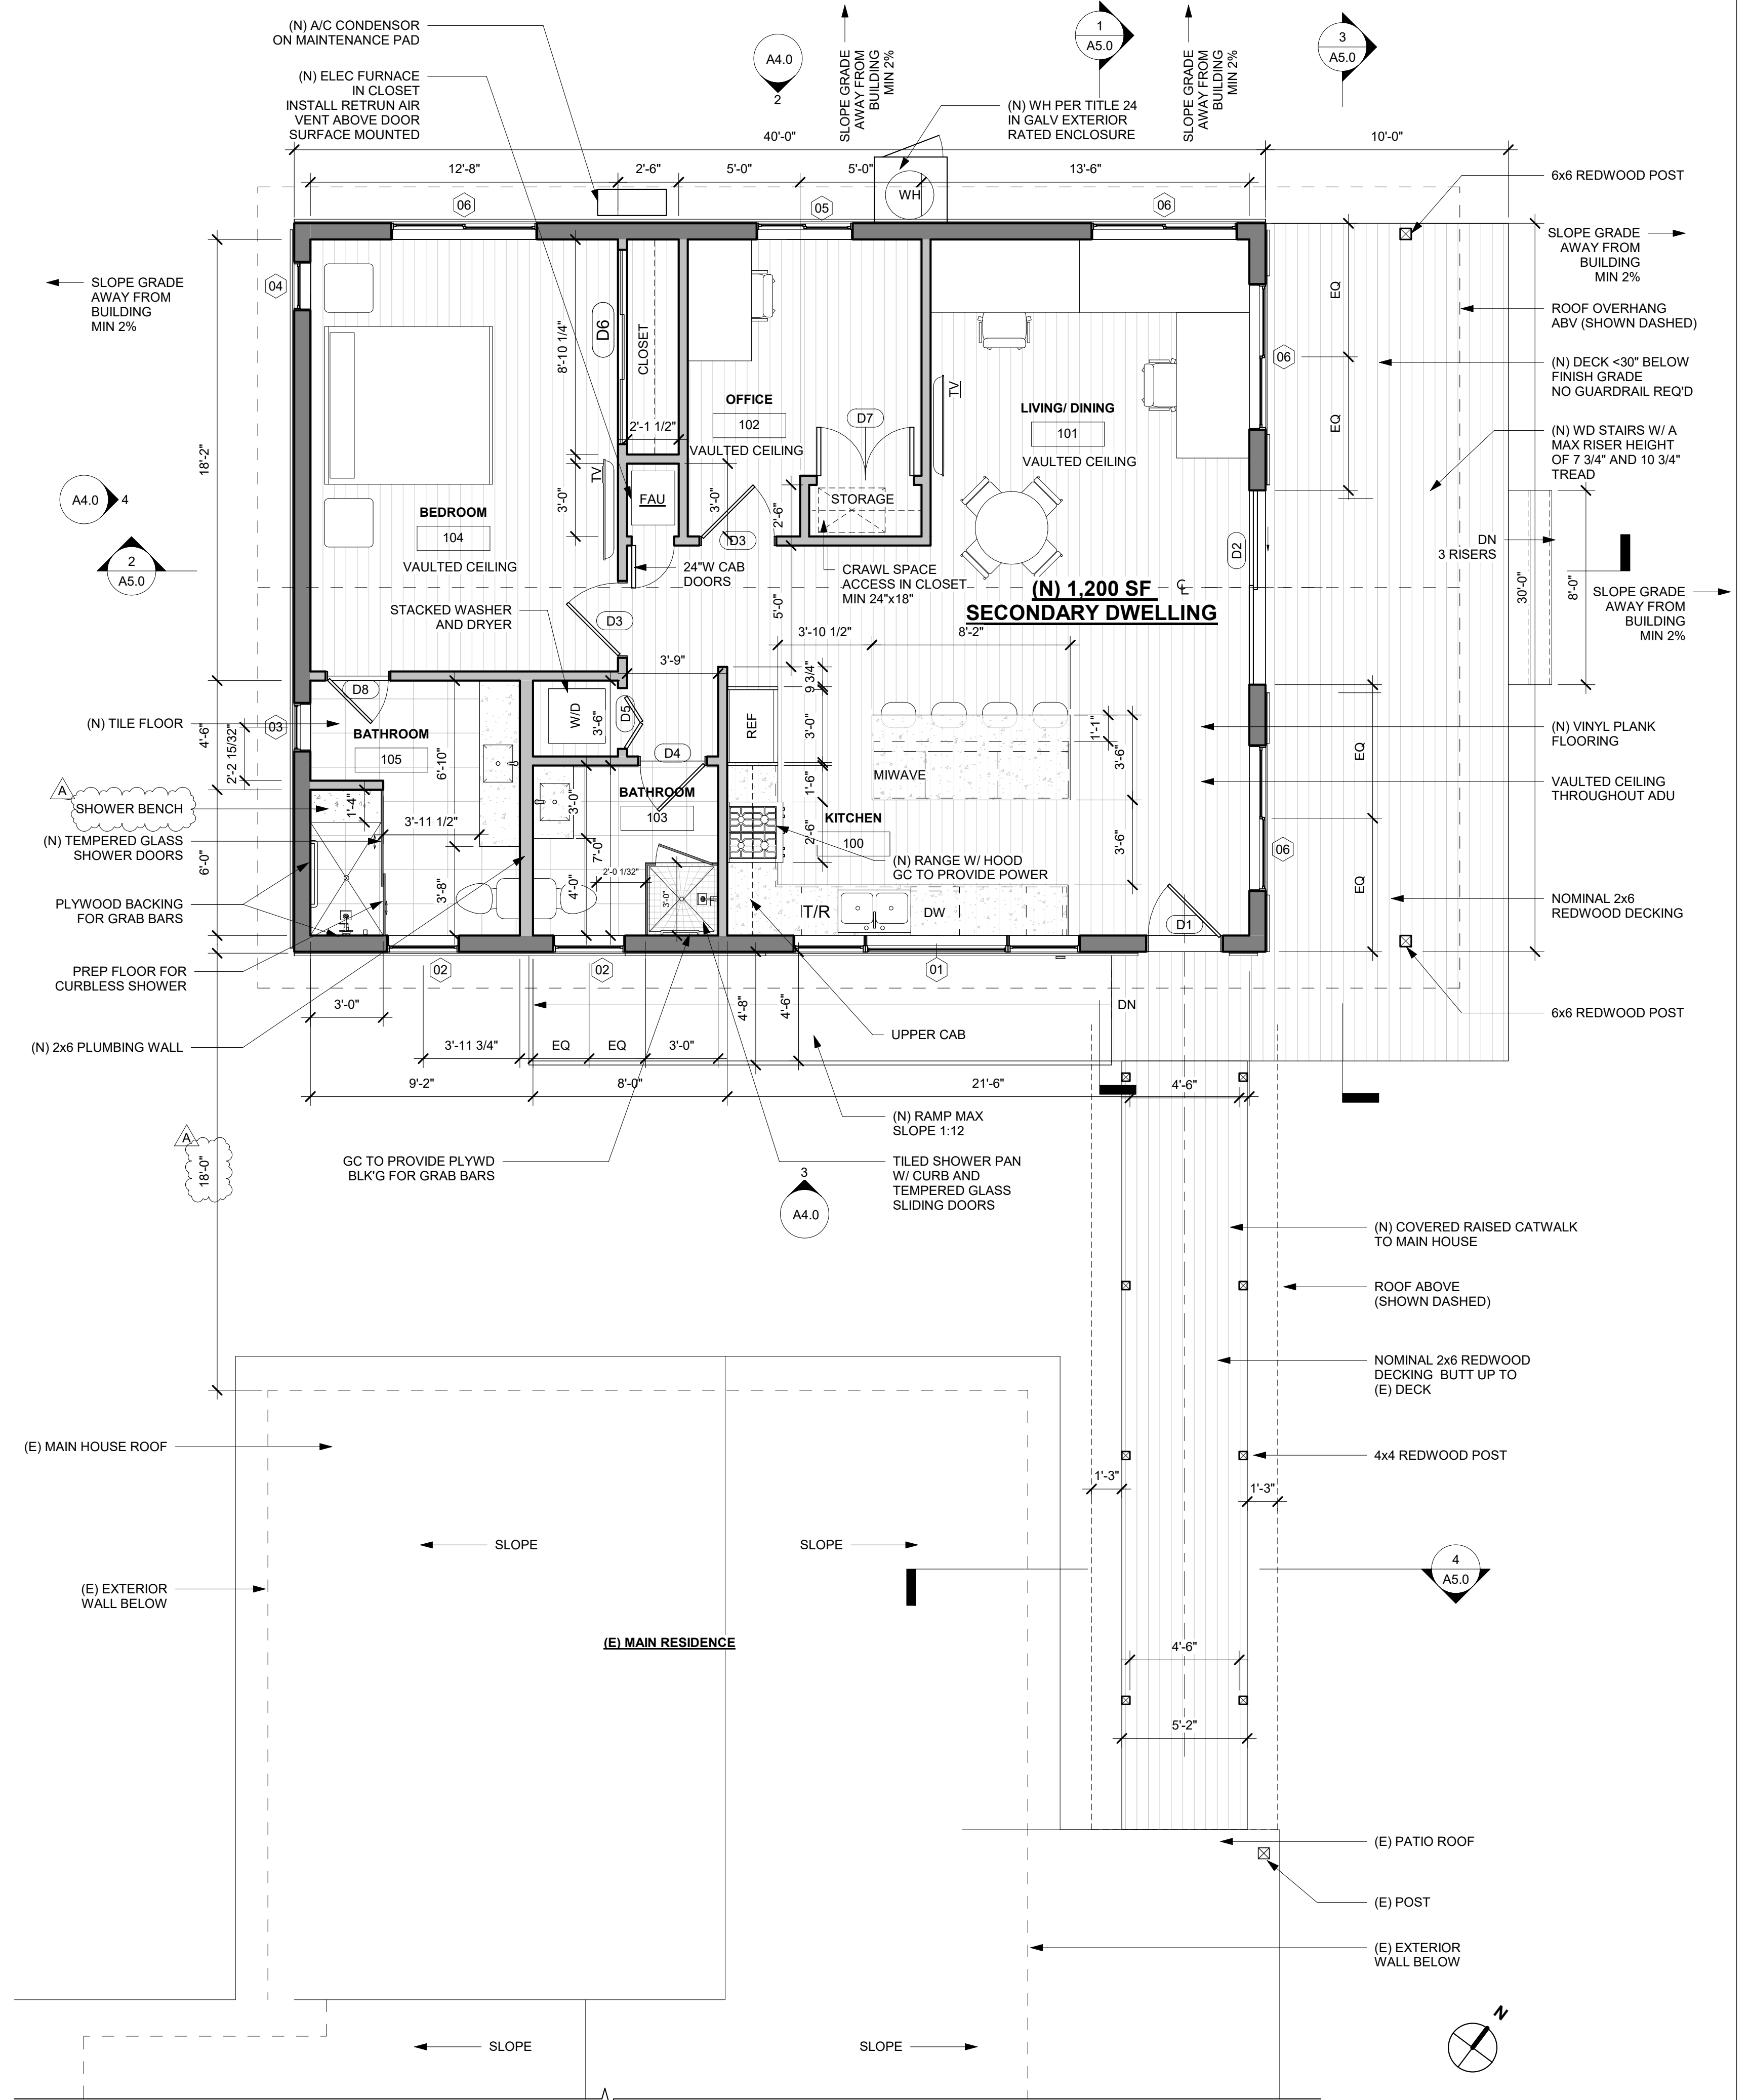 (N) A/C CONDENSOR
ON MAINTENANCE PAD
(N) ELEC FURNACE
IN CLOSET
INSTALL RETRUN AIR
VENT ABOVE DOOR
SURFACE MOUNTED
A4.0
2
SLOPE GRADE
AWAY FROM
BUILDING
MIN 2%
1
A5.0
SLOPE GRADE
AWAY FROM
BUILDING
MIN 2%
3
A5.0
(N) WH PER TITLE 24
IN GALV EXTERIOR
RATED ENCLOSURE
40'-0"
10'-0"
12'-8"
2'-6"
5'-0"
5'-0"
13'-6"
WH
06
05
06
6x6 REDWOOD POST
SLOPE GRADE
AWAY FROM
BUILDING
MIN 2%
SLOPE GRADE
AWAY FROM
BUILDING
MIN 2%
04
ROOF OVERHANG
ABV (SHOWN DASHED)
(N) DECK <30" BELOW
FINISH GRADE
NO GUARDRAIL REQ'D
(N) WD STAIRS W/ A
MAX RISER HEIGHT
OF 7 3/4" AND 10 3/4"
TREAD
EQ
EQ
06
18'-2"
8'-10 1/4"
D6
CLOSET
2'-1 1/2"
OFFICE
102
VAULTED CEILING
D7
TV
LIVING/ DINING
101
VAULTED CEILING
A4.0
4
2
A5.0
BEDROOM
104
VAULTED CEILING
3'-0"
TV
FAU
3'-0"
D3
2'-6"
STORAGE
24"W CAB
DOORS
CRAWL SPACE
ACCESS IN CLOSET
MIN 24"x18"
D2
DN
3 RISERS
30'-0"
8'-0"
SLOPE GRADE
AWAY FROM
BUILDING
MIN 2%
(N) 1,200 SF
SECONDARY DWELLING
STACKED WASHER
AND DRYER
D3
5'-0"
3'-10 1/2"
8'-2"
3'-9"
9 3/4"
D8
(N) TILE FLOOR
4'-6"
2'-2 15/32"
03
BATHROOM
105
6'-10"
W/D
3'-6"
D5
D4
REF
3'-0"
1'-1"
3'-6"
MIWAVE
(N) VINYL PLANK
FLOORING
VAULTED CEILING
THROUGHOUT ADU
EQ
A
SHOWER BENCH
1'-4"
3'-11 1/2"
3'-0"
BATHROOM
103
1'-6"
2'-6"
KITCHEN
100
3'-6"
06
(N) TEMPERED GLASS
SHOWER DOORS
6'-0"
PLYWOOD BACKING
FOR GRAB BARS
3'-8"
7'-0"
4'-0"
2'-0 1/32"
3'-0"
(N) RANGE W/ HOOD
GC TO PROVIDE POWER
T/R
DW
D1
EQ
NOMINAL 2x6
REDWOOD DECKING
PREP FLOOR FOR
CURBLESS SHOWER
02
02
01
3'-0"
4'-8"
4'-6"
DN
6x6 REDWOOD POST
(N) 2x6 PLUMBING WALL
3'-11 3/4"
EQ
EQ
3'-0"
UPPER CAB
9'-2"
8'-0"
21'-6"
4'-6"
(N) RAMP MAX
SLOPE 1:12
A
18'-0"
GC TO PROVIDE PLYWD
BLK'G FOR GRAB BARS
3
A4.0
TILED SHOWER PAN
W/ CURB AND
TEMPERED GLASS
SLIDING DOORS
(N) COVERED RAISED CATWALK
TO MAIN HOUSE
ROOF ABOVE
(SHOWN DASHED)
NOMINAL 2x6 REDWOOD
DECKING BUTT UP TO
(E) DECK
(E) MAIN HOUSE ROOF
4x4 REDWOOD POST
1'-3"
1'-3"
SLOPE
SLOPE
4
A5.0
(E) EXTERIOR
WALL BELOW
(E) MAIN RESIDENCE
4'-6"
5'-2"
(E) PATIO ROOF
(E) POST
(E) EXTERIOR
WALL BELOW
N
SLOPE
SLOPE